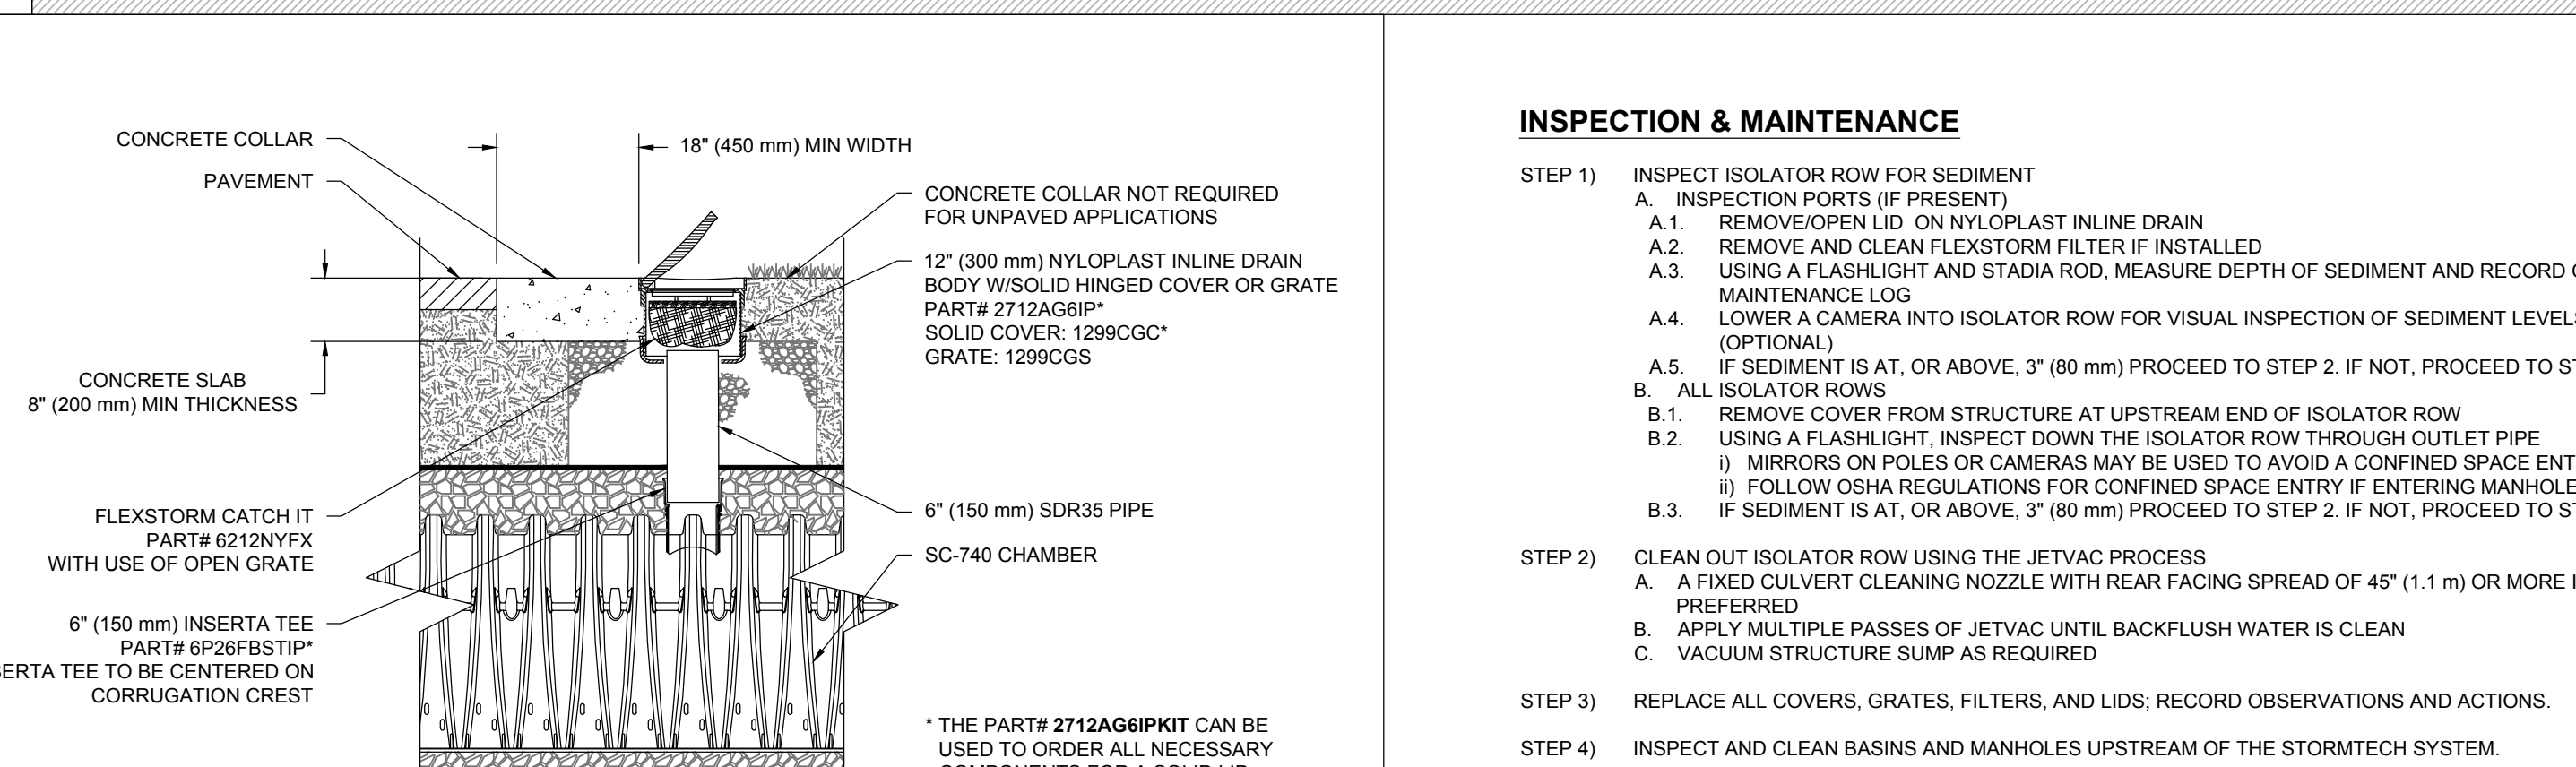 CONCRETE COLLAR
PAVEMENT
18" (450 mm) MIN WIDTH
CONCRETE COLLAR NOT REQUIRED
FOR UNPAVED APPLICATIONS
12" (300 mm) NYLOPLAST INLINE DRAIN
BODY W/SOLID HINGED COVER OR GRATE
PART# 2712AG6IP*
SOLID COVER: 1299CGC*
GRATE: 1299CGS
CONCRETE SLAB
8" (200 mm) MIN THICKNESS
FLEXSTORM CATCH IT
PART# 6212NYFX
WITH USE OF OPEN GRATE
6" (150 mm) SDR35 PIPE
SC-740 CHAMBER
6" (150 mm) INSERTA TEE
PART# 6P26FBSTIP*
TEE TO BE CENTERED ON
CORRUGATION CREST
* THE PART# 2712AG6IPKIT CAN BE
USED TO ORDER ALL NECESSARY
COMPONENTS FOR A SOLID LID
INSPECTION & MAINTENANCE
STEP 1) INSPECT ISOLATOR ROW FOR SEDIMENT
A. INSPECTION PORTS (IF PRESENT)
A.1. REMOVE/OPEN LID ON NYLOPLAST INLINE DRAIN
A.2. REMOVE AND CLEAN FLEXSTORM FILTER IF INSTALLED
A.3. USING A FLASHLIGHT AND STADIA ROD, MEASURE DEPTH OF SEDIMENT AND RECORD
MAINTENANCE LOG
A.4. LOWER A CAMERA INTO ISOLATOR ROW FOR VISUAL INSPECTION OF SEDIMENT LEVELS
(OPTIONAL)
A.5. IF SEDIMENT IS AT, OR ABOVE, 3" (80 mm) PROCEED TO STEP 2. IF NOT, PROCEED TO
B. ALL ISOLATOR ROWS
B.1. REMOVE COVER FROM STRUCTURE AT UPSTREAM END OF ISOLATOR ROW
B.2. USING A FLASHLIGHT, INSPECT DOWN THE ISOLATOR ROW THROUGH OUTLET PIPE
i) MIRRORS ON POLES OR CAMERAS MAY BE USED TO AVOID A CONFINED SPACE
ii) FOLLOW OSHA REGULATIONS FOR CONFINED SPACE ENTRY IF ENTERING MANHOLE
B.3. IF SEDIMENT IS AT, OR ABOVE, 3" (80 mm) PROCEED TO STEP 2. IF NOT, PROCEED TO
STEP 2) CLEAN OUT ISOLATOR ROW USING THE JETVAC PROCESS
A. A FIXED CULVERT CLEANING NOZZLE WITH REAR FACING SPREAD OF 45" (1.1 m) OR MORE
PREFERRED
B. APPLY MULTIPLE PASSES OF JETVAC UNTIL BACKFLUSH WATER IS CLEAN
C. VACUUM STRUCTURE SUMP AS REQUIRED
STEP 3) REPLACE ALL COVERS, GRATES, FILTERS, AND LIDS; RECORD OBSERVATIONS AND ACTIONS.
STEP 4) INSPECT AND CLEAN BASINS AND MANHOLES UPSTREAM OF THE STORMTECH SYSTEM.